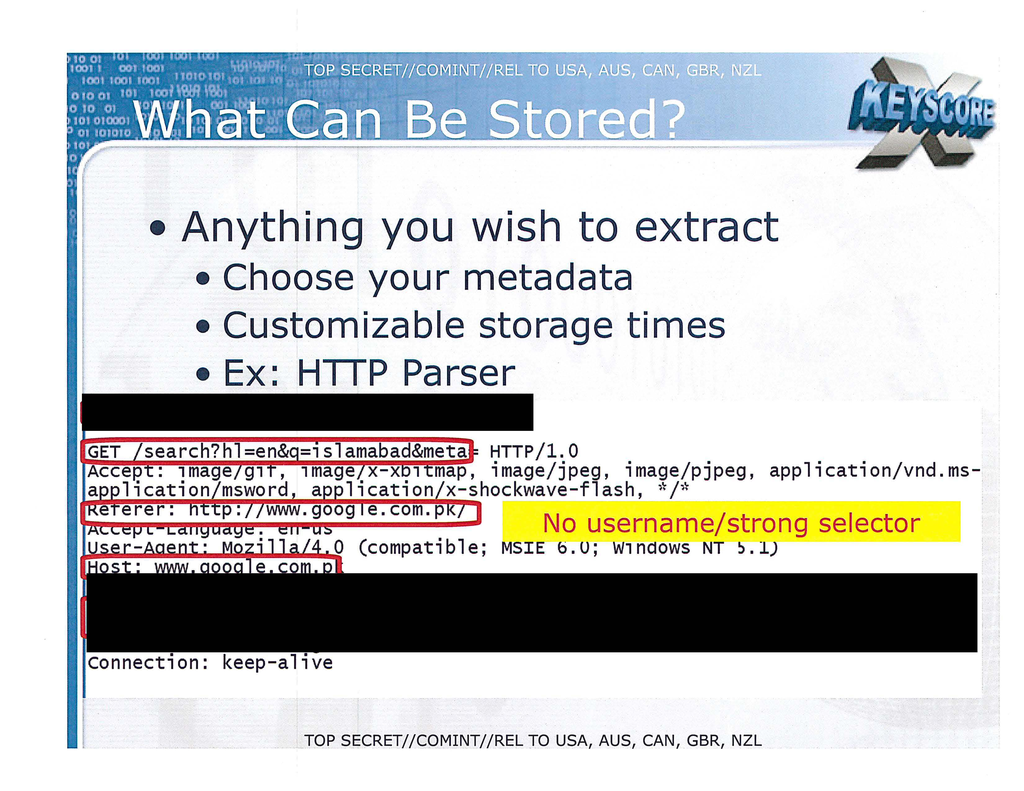 TOP SECRET//COMINT//REL TO USA, AUS, CAN, GBR, NZL
What Can Be Stored?
X KEYSCORE
• Anything you wish to extract
• Choose your metadata
• Customizable storage times
• Ex: HTTP Parser
GET /search?hl=en&q=islamabad&meta= HTTP/1.0
Accept: image/gif, image/x-xbitmap, image/jpeg, image/pjpeg, application/vnd.ms-
application/msword, application/x-shockwave-flash, */*
Referer: http://www.google.com.pk/
No username/strong selector
Accept-Language: en-us
User-Agent: Mozilla/4.0 (compatible; MSIE 6.0; Windows NT 5.1)
Host: www.google.com.p
Connection: keep-alive
TOP SECRET//COMINT//REL TO USA, AUS, CAN, GBR, NZL